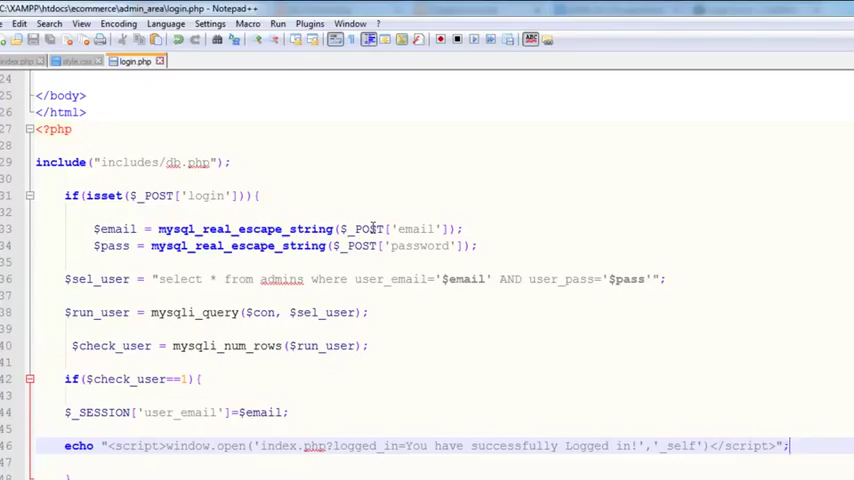 C:\XAMPP\htdocs\ecommerce\admin_area\login.php - Notepad++
File Edit Search View Encoding Language Settings Macro Run Plugins Window ?
index.php style.css login.php
24
25 </body>
26 </html>
27 <?php
28
29 include("includes/db.php");
30
31 if(isset($_POST['login'])){
32
33 $email = mysql_real_escape_string($_POST['email']);
34 $pass = mysql_real_escape_string($_POST['password']);
35
36 $sel_user = "select * from admins where user_email='$email' AND user_pass='$pass'";
37
38 $run_user = mysqli_query($con, $sel_user);
39
40 $check_user = mysqli_num_rows($run_user);
41
42 if($check_user==1){
43
44 $_SESSION['user_email']=$email;
45
46 echo "<script>window.open('index.php?logged_in=You have successfully Logged in!','_self')</script>";
47
48 }